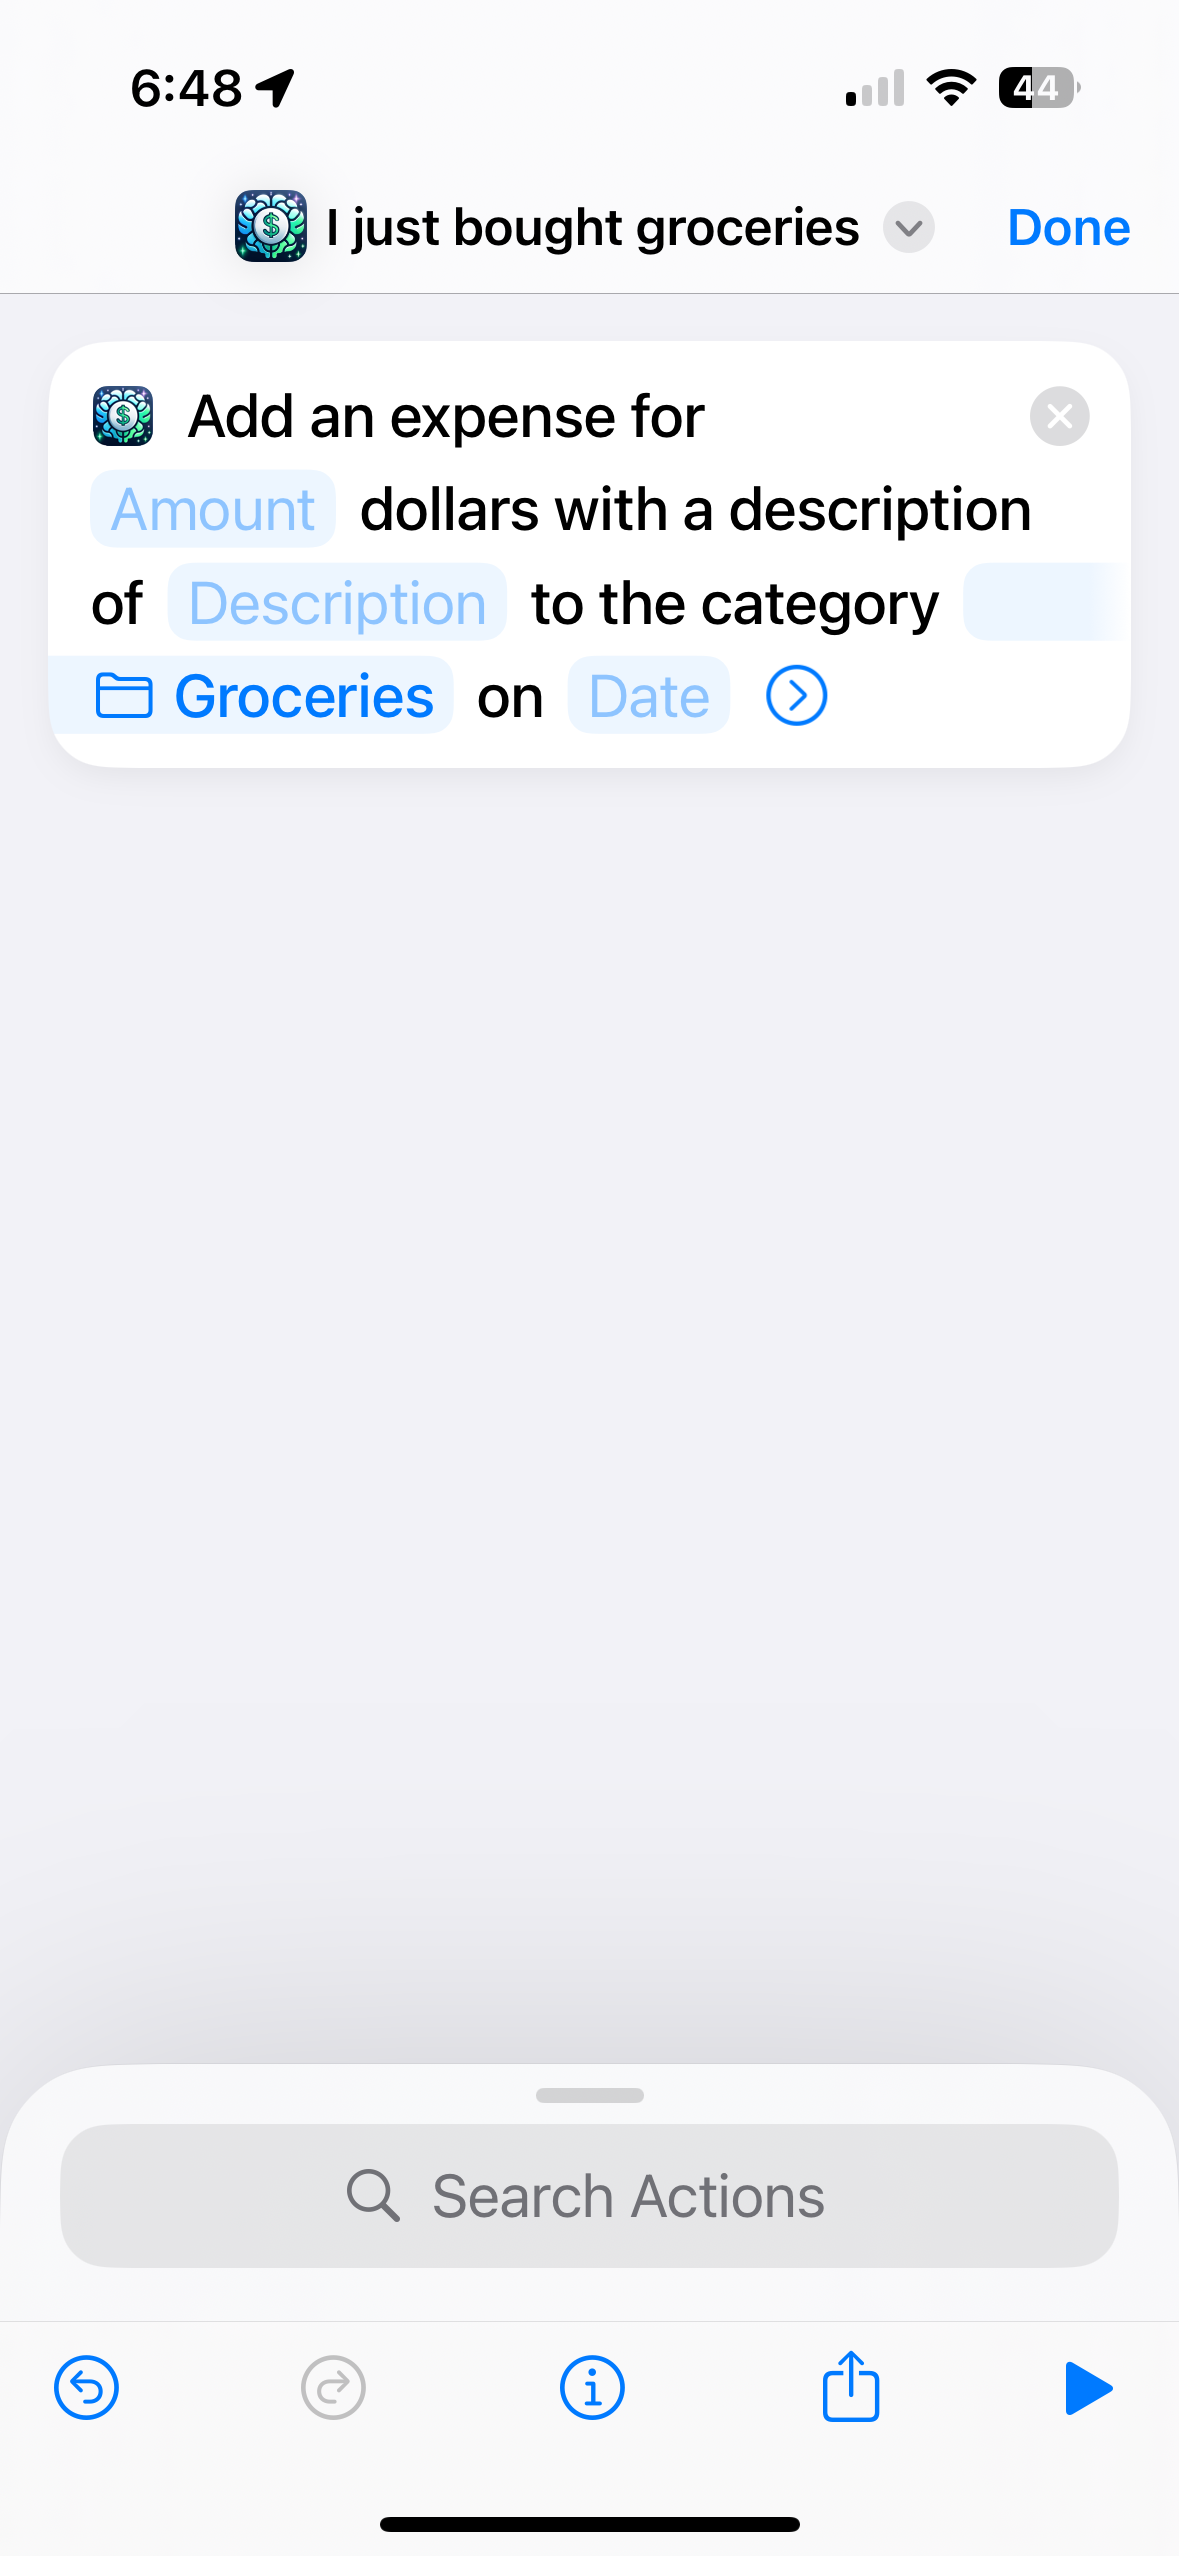 6:48
44
I just bought groceries
Done
Add an expense for
Amount dollars with a description
of Description to the category
Groceries on Date
Search Actions